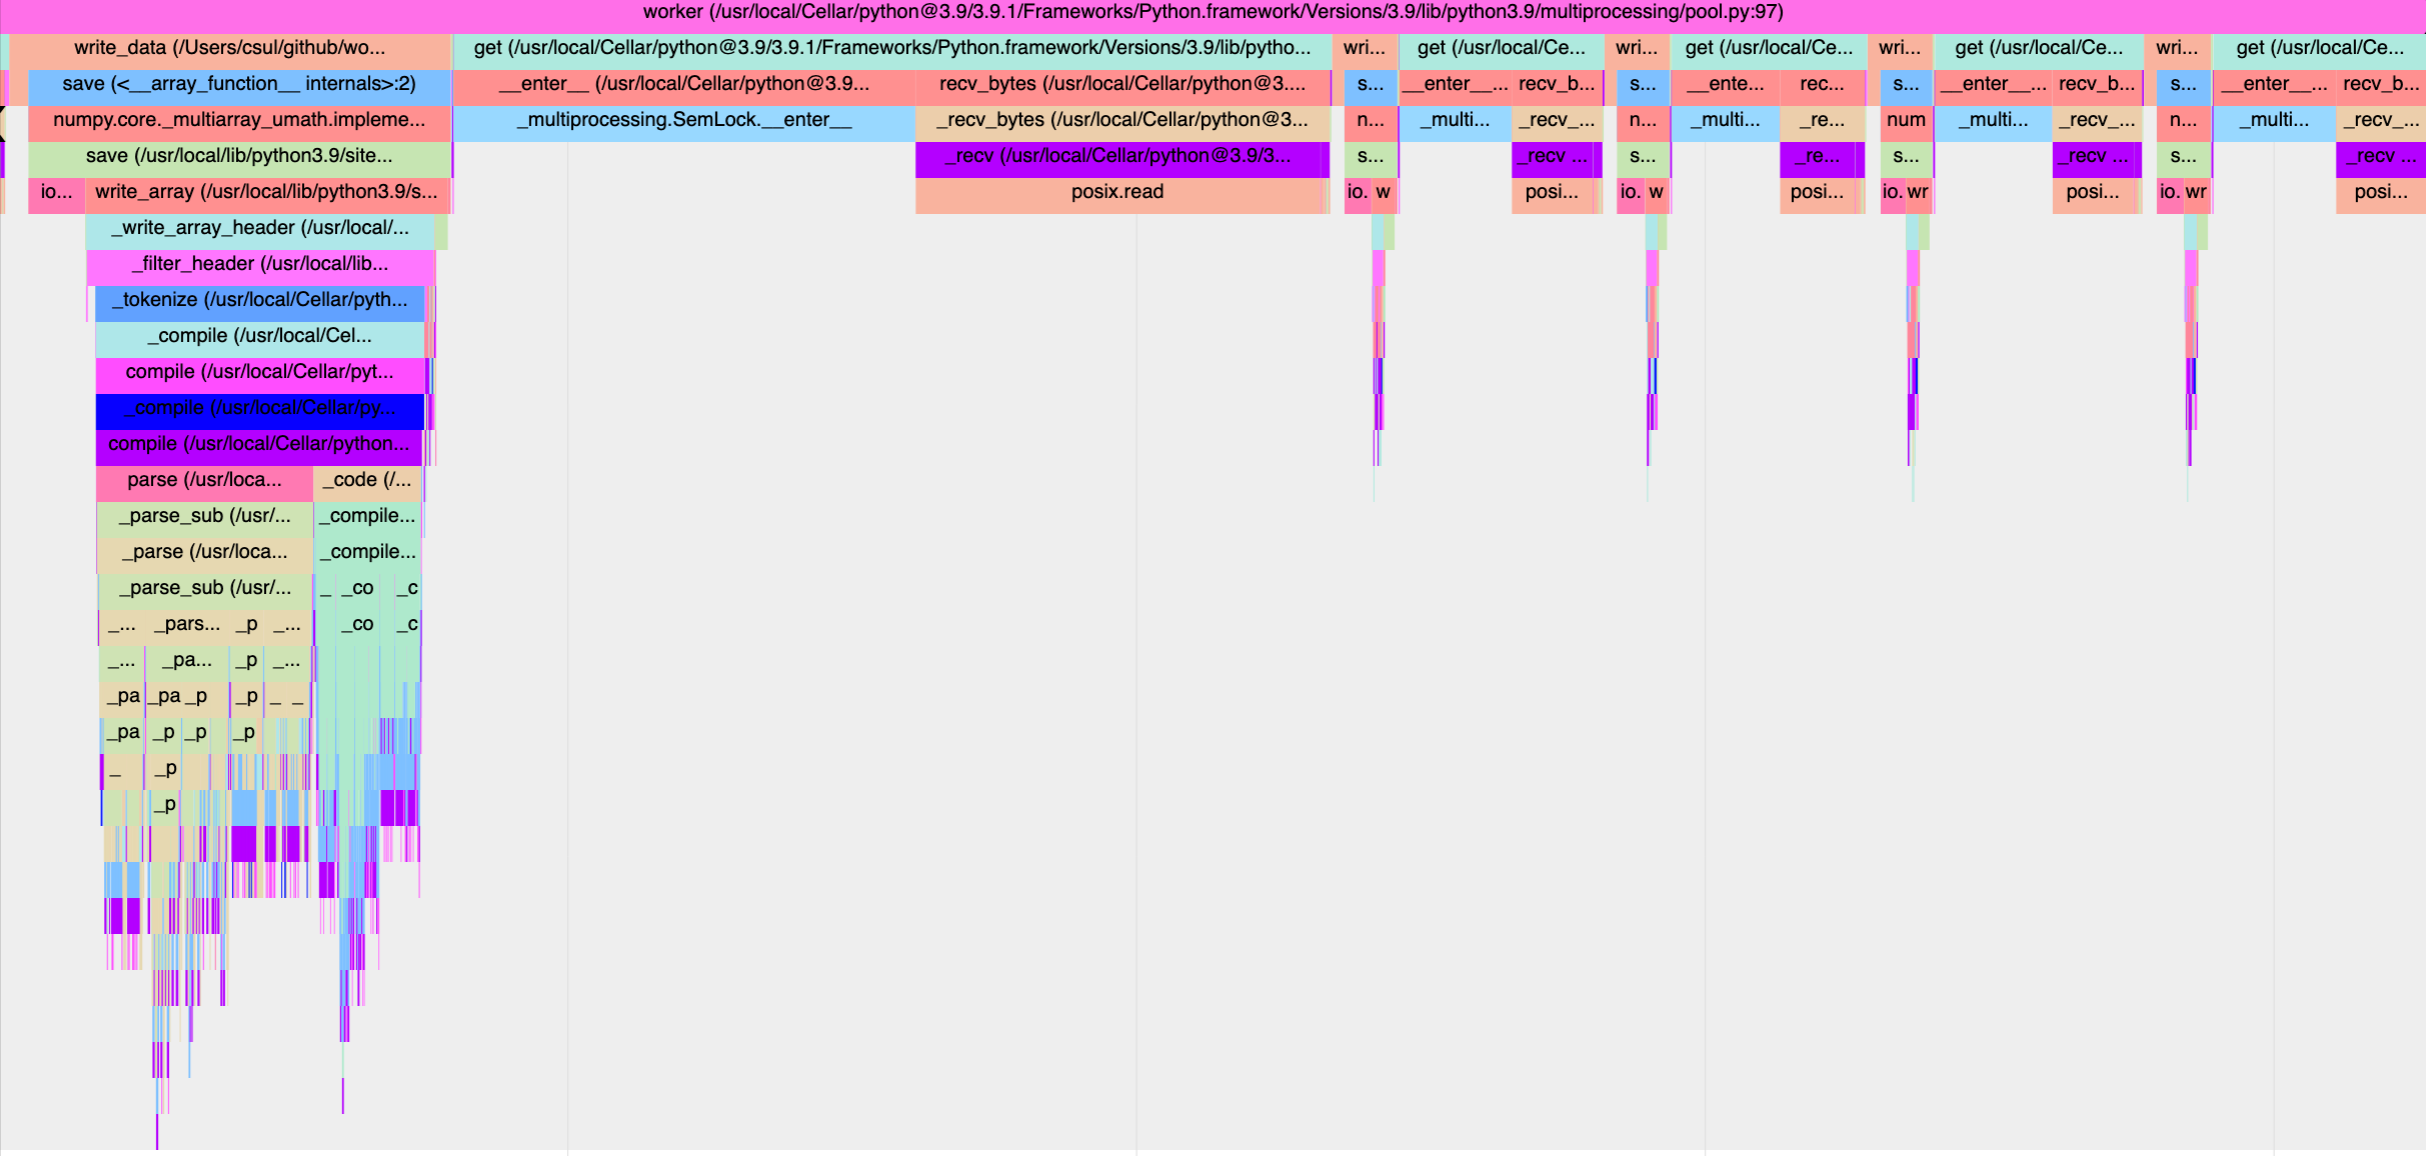 worker (/usr/local/Cellar/python@3.9/3.9.1/Frameworks/Python.framework/Versions/3.9/lib/python3.9/multiprocessing/pool.py:97)
write_data (/Users/csul/github/wo... get (/usr/local/Cellar/python@3.9/3.9.1/Frameworks/Python.framework/Versions/3.9/lib/pytho... wri... get (/usr/local/Ce... wri... get (/usr/local/Ce... wri... get (/usr/local/Ce... wri... get (/usr/local/Ce...
save (<__array_function__ internals>:2) __enter__ (/usr/local/Cellar/python@3.9... recv_bytes (/usr/local/Cellar/python@3.... s... __enter__... recv_b... s... __ente... rec... s... __enter__... recv_b... s... __enter__... recv_b...
numpy.core._multiarray_umath.impleme... _multiprocessing.SemLock.__enter__ _recv_bytes (/usr/local/Cellar/python@3... n... _multi... _recv_... n... _multi... _re... num _multi... _recv_... n... _multi... _recv_...
save (/usr/local/lib/python3.9/site... _recv (/usr/local/Cellar/python@3.9/3... s... _recv ... s... _re... s... _recv ... s... _recv ...
io... write_array (/usr/local/lib/python3.9/s... posix.read io. w posi... io. w posi... io. wr posi... io. wr posi...
_write_array_header (/usr/local/...
_filter_header (/usr/local/lib...
_tokenize (/usr/local/Cellar/pyth...
_compile (/usr/local/Cel...
compile (/usr/local/Cellar/pyt...
_compile (/usr/local/Cellar/py...
compile (/usr/local/Cellar/python...
parse (/usr/loca... _code (/...
_parse_sub (/usr/... _compile...
_parse (/usr/loca... _compile...
_parse_sub (/usr/... _ _co _c
_... _pars... _p _... _co _c
_... _pa... _p _...
_pa _pa _p _p _ _
_pa _p _p _p
_ _p
_p